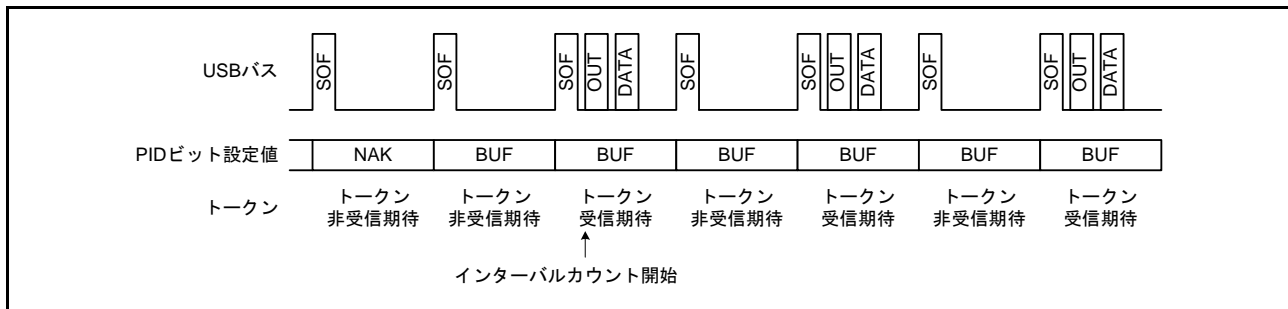 USBバス
SOF
SOF
SOF
OUT
DATA
SOF
SOF
OUT
DATA
SOF
SOF
OUT
DATA
PIDビット設定値
NAK
BUF
BUF
BUF
BUF
BUF
BUF
トークン
トークン
非受信期待
トークン
非受信期待
トークン
受信期待
トークン
非受信期待
トークン
受信期待
トークン
非受信期待
トークン
受信期待
インターバルカウント開始